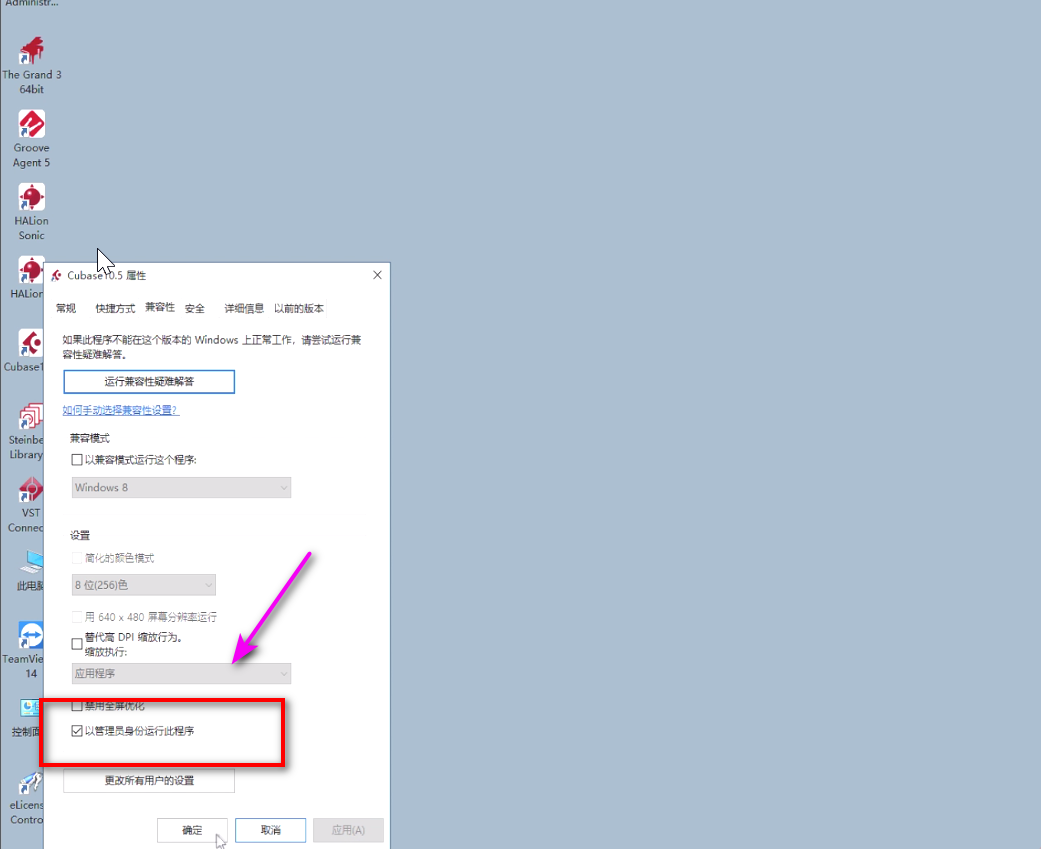 Administr...
The Grand 3
64bit
Groove
Agent 5
HALion
Sonic
HALion
Cubase1
Steinbe
Library
VST
Connec
此电脑
TeamVie
14
控制面
eLicens
Contro
Cubase10.5 属性
常规 快捷方式 兼容性 安全 详细信息 以前的版本
如果此程序不能在这个版本的 Windows 上正常工作，请尝试运行兼
容性疑难解答。
运行兼容性疑难解答
如何手动选择兼容性设置?
兼容模式
以兼容模式运行这个程序:
Windows 8
设置
简化的颜色模式
8 位(256)色
用 640 x 480 屏幕分辨率运行
替代高 DPI 缩放行为。
缩放执行:
应用程序
禁用全屏优化
以管理员身份运行此程序
更改所有用户的设置
确定 取消 应用(A)